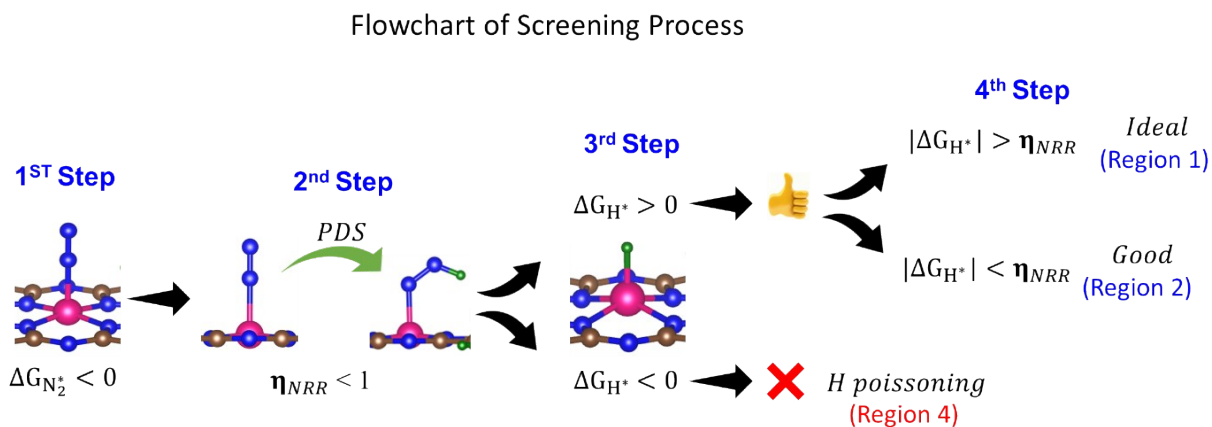 Flowchart of Screening Process
1ST Step
ΔG_N₂* < 0
2nd Step
PDS
η_NRR < 1
3rd Step
ΔG_H* > 0
ΔG_H* < 0
H poissoning
(Region 4)
4th Step
|ΔG_H*| > η_NRR Ideal
(Region 1)
|ΔG_H*| < η_NRR Good
(Region 2)